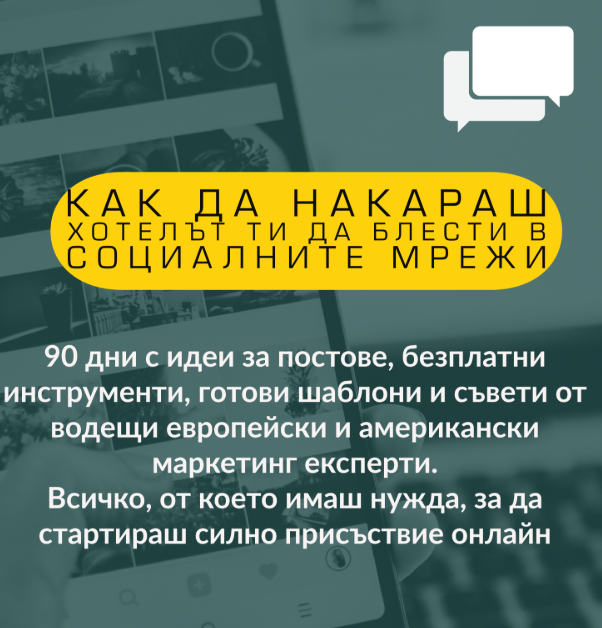 КАК ДА НАКАРАШ
ХОТЕЛЪТ ТИ ДА БЛЕСТИ В
СОЦИАЛНИТЕ МРЕЖИ
90 дни с идеи за постове, безплатни
инструменти, готови шаблони и съвети от
водещи европейски и американски
маркетинг експерти.
Всичко, от което имаш нужда, за да
стартираш силно присъствие онлайн